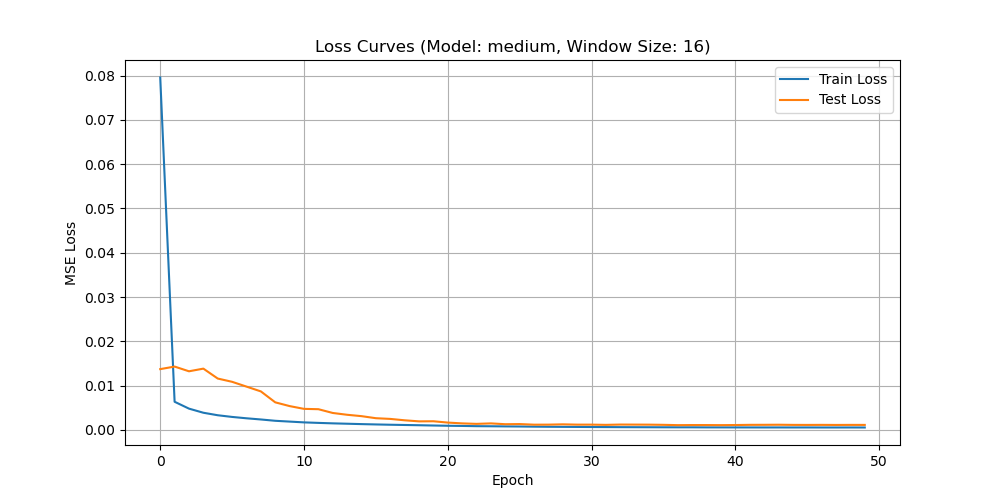 Loss Curves (Model: medium, Window Size: 16)
Train Loss
Test Loss
MSE Loss
0.08
0.07
0.06
0.05
0.04
0.03
0.02
0.01
0.00
0 10 20 30 40 50
Epoch